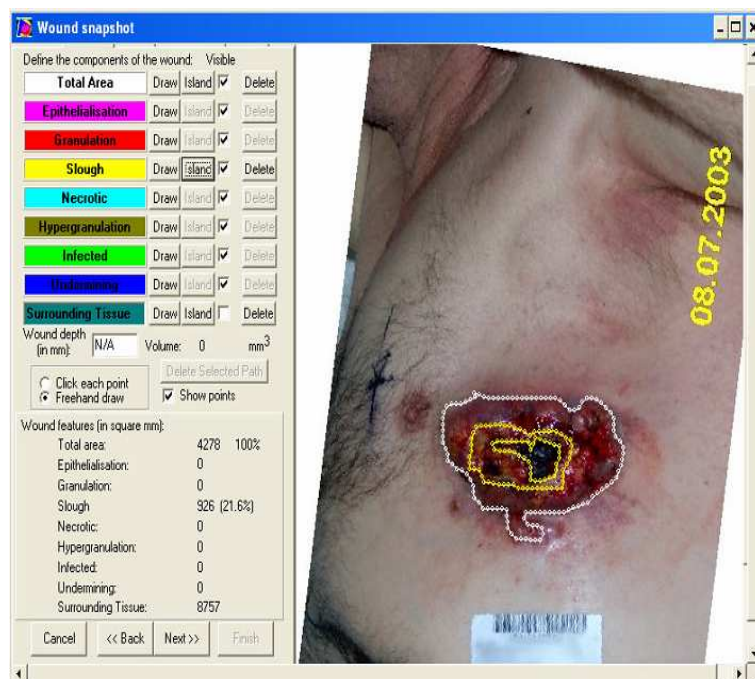 Wound snapshot
Define the components of the wound: Visible
Total Area Draw Island Delete
Epithelialisation Draw Island Delete
Granulation Draw Island Delete
Slough Draw Island Delete
Necrotic Draw Island Delete
Hypergranulation Draw Island Delete
Infected Draw Island Delete
Undermining Draw Island Delete
Surrounding Tissue Draw Island Delete
Wound depth (in mm): N/A Volume: 0 mm3
Delete Selected Path
Click each point
Freehand draw Show points
Wound features (in square mm):
Total area: 4278 100%
Epithelialisation: 0
Granulation: 0
Slough 926 (21.6%)
Necrotic: 0
Hypergranulation: 0
Infected: 0
Undermining: 0
Surrounding Tissue: 8757
Cancel << Back Next >> Finish
08.07.2003